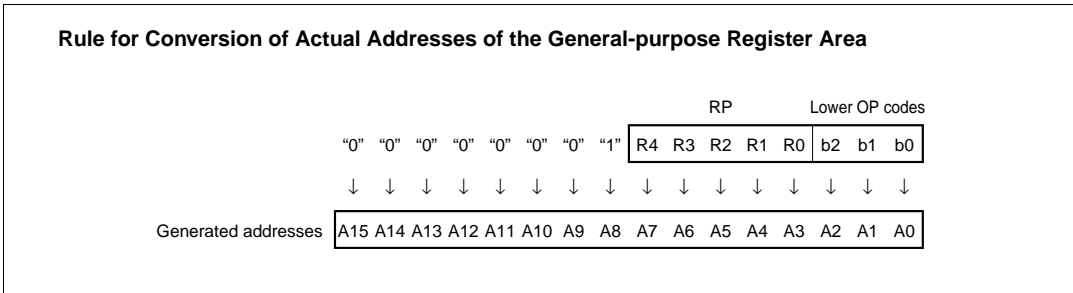 Rule for Conversion of Actual Addresses of the General-purpose Register Area
RP Lower OP codes
“0” “0” “0” “0” “0” “0” “0” “1” R4 R3 R2 R1 R0 b2 b1 b0
↓ ↓ ↓ ↓ ↓ ↓ ↓ ↓ ↓ ↓ ↓ ↓ ↓ ↓ ↓ ↓
Generated addresses A15 A14 A13 A12 A11 A10 A9 A8 A7 A6 A5 A4 A3 A2 A1 A0